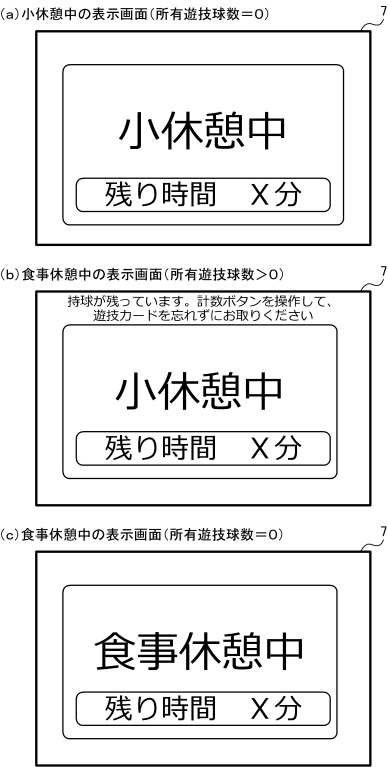 (a)小休憩中の表示画面(所有遊技球数=0)
7
小休憩中
残り時間　X分
(b)食事休憩中の表示画面(所有遊技球数>0)
7
持球が残っています。計数ボタンを操作して、
遊技カードを忘れずにお取りください
小休憩中
残り時間　X分
(c)食事休憩中の表示画面(所有遊技球数=0)
7
食事休憩中
残り時間　X分